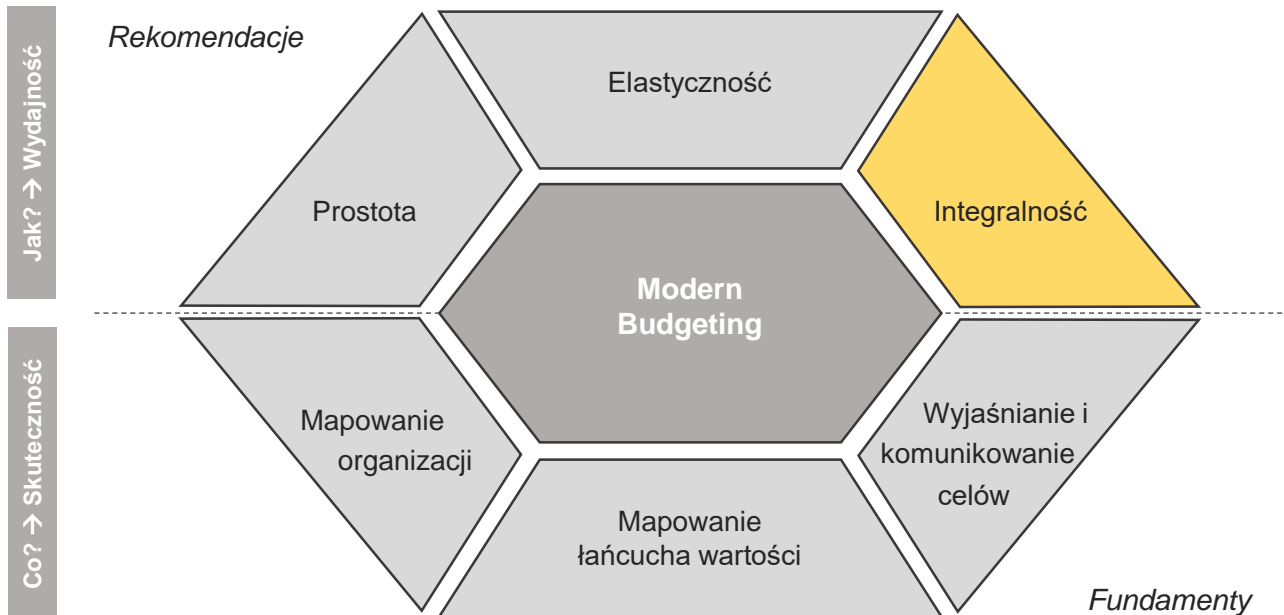 Rekomendacje
Jak? → Wydajność
Elastyczność
Prostota
Integralność
Modern
Budgeting
Co? → Skuteczność
Mapowanie
organizacji
Wyjaśnianie i
komunikowanie
celów
Mapowanie
łańcucha wartości
Fundamenty